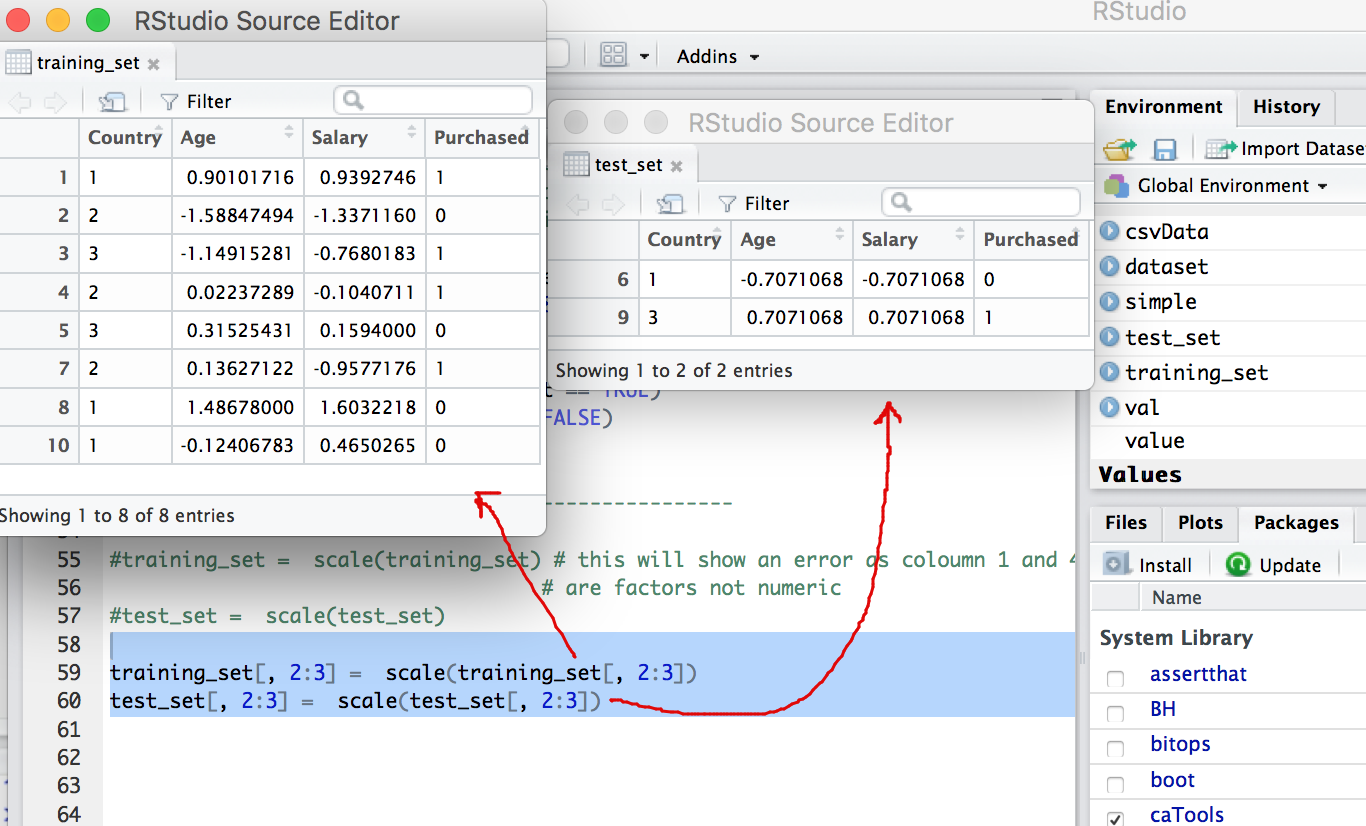 RStudio Source Editor
training_set
Filter
Country Age Salary Purchased
1 1 0.90101716 0.9392746 1
2 2 -1.58847494 -1.3371160 0
3 3 -1.14915281 -0.7680183 1
4 2 0.02237289 -0.1040711 1
5 3 0.31525431 0.1594000 0
7 2 0.13627122 -0.9577176 1
8 1 1.48678000 1.6032218 0
10 1 -0.12406783 0.4650265 0
Showing 1 to 8 of 8 entries
RStudio
Addins
RStudio Source Editor
test_set
Filter
Country Age Salary Purchased
6 1 -0.7071068 -0.7071068 0
9 3 0.7071068 0.7071068 1
Showing 1 to 2 of 2 entries
== TRUE)
FALSE)
55 #training_set =  scale(training_set) # this will show an error as coloumn 1 and 4
56 # are factors not numeric
57 #test_set =  scale(test_set)
58
59 training_set[, 2:3] =  scale(training_set[, 2:3])
60 test_set[, 2:3] =  scale(test_set[, 2:3])
61
62
63
64
Environment History
Import Datase
Global Environment
csvData
dataset
simple
test_set
training_set
val
value
Values
Files Plots Packages
Install Update
Name
System Library
assertthat
BH
bitops
boot
caTools